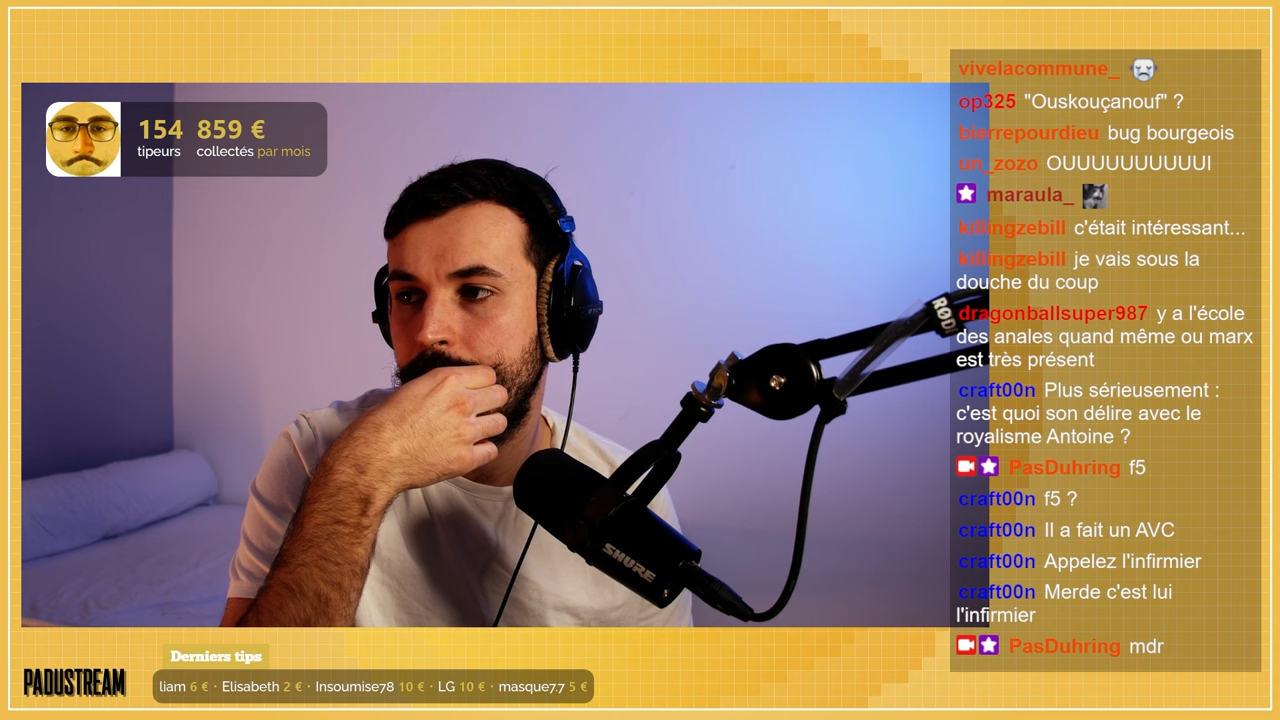 154 859 €
tipeurs collectés par mois
vivelacommune_
op325 "Ouskouçanouf" ?
bierrepourdieu bug bourgeois
un_zozo OUUUUUUUUUUI
maraula_
killingzebill c'était intéressant...
killingzebill je vais sous la
douche du coup
dragonballsuper987 y a l'école
des anales quand même ou marx
est très présent
craft00n Plus sérieusement :
c'est quoi son délire avec le
royalisme Antoine ?
PasDuhring f5
craft00n f5 ?
craft00n Il a fait un AVC
craft00n Appelez l'infirmier
craft00n Merde c'est lui
l'infirmier
PasDuhring mdr
RØD
SHURE
Derniers tips
PADUSTREAM
liam 6 € · Elisabeth 2 € · Insoumise78 10 € · LG 10 € · masque7.7 5 €